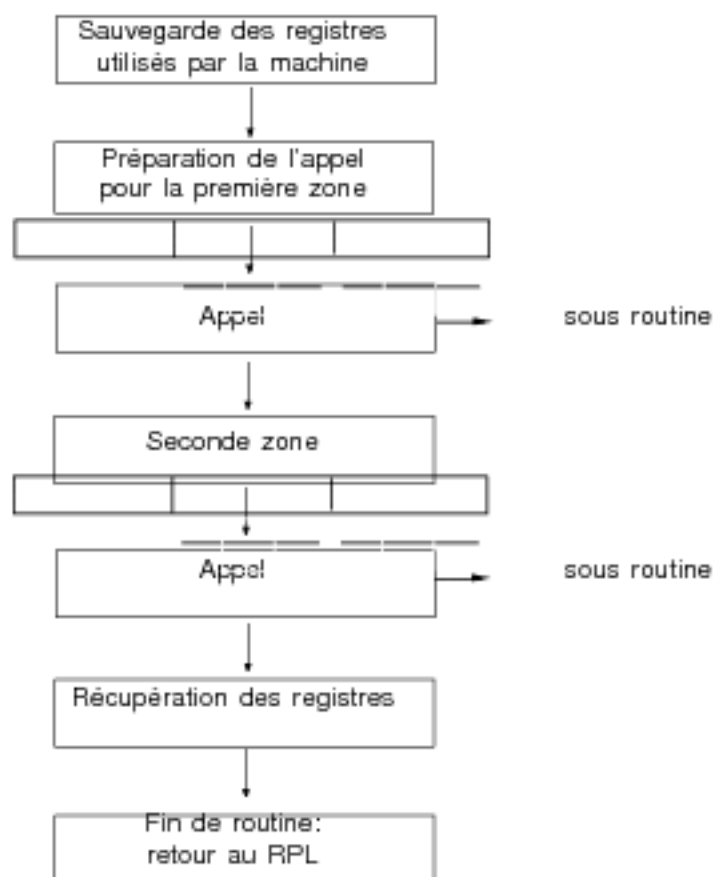 Sauvegarde des registres
utilisés par la machine
Préparation de l'appel
pour la première zone
Appel
sous routine
Seconde zone
Appel
sous routine
Récupération des registres
Fin de routine:
retour au RPL